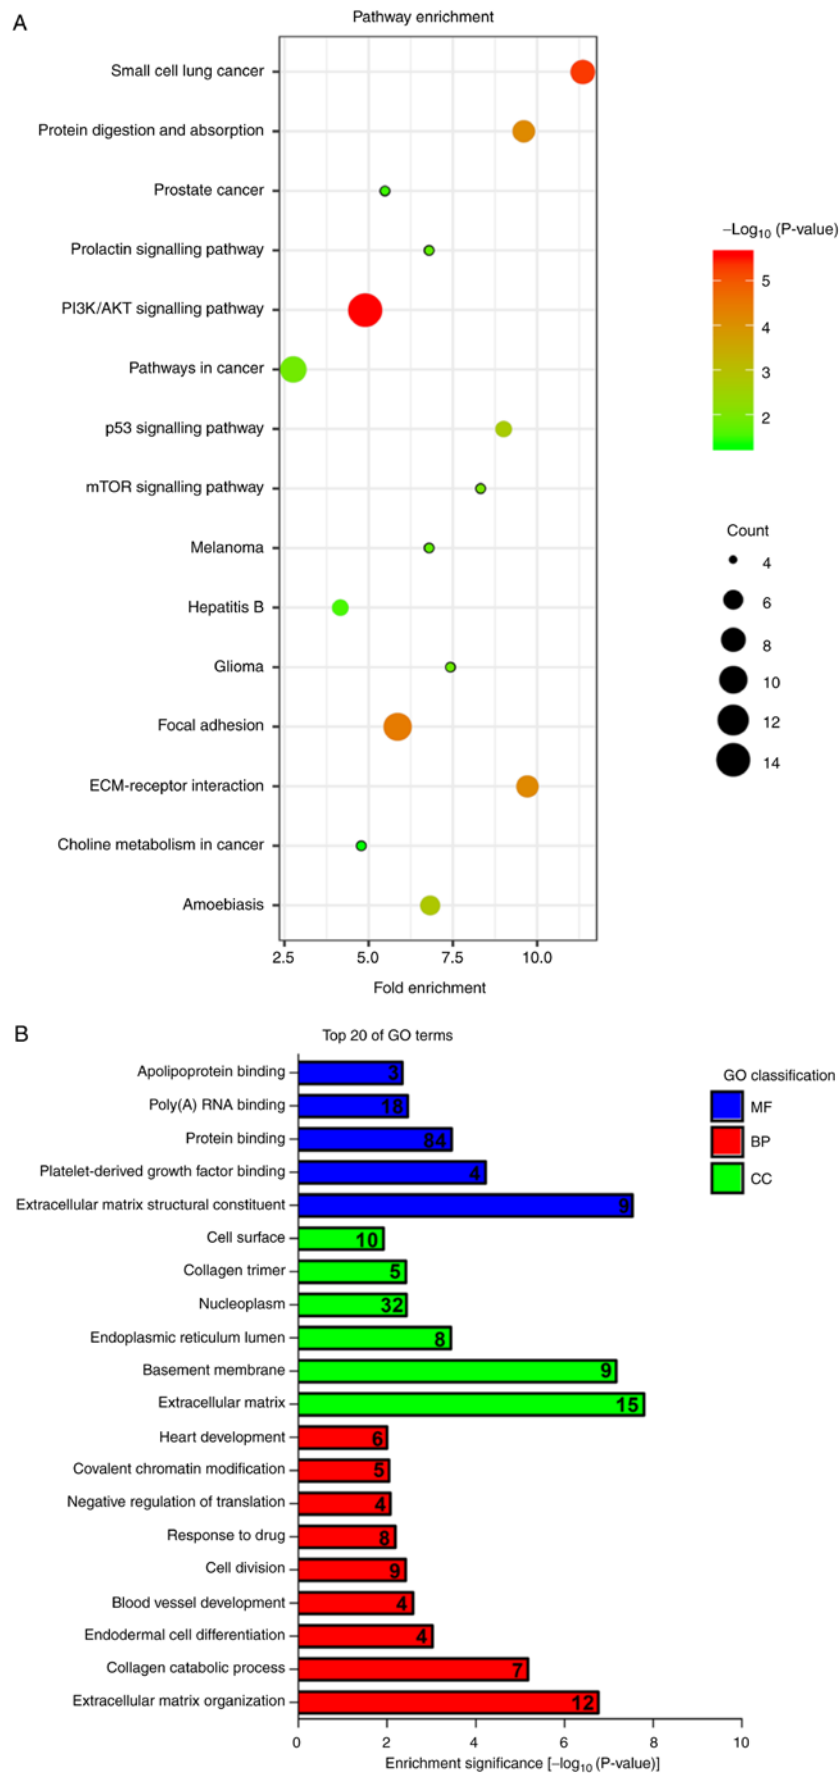 A
Pathway enrichment
Small cell lung cancer
Protein digestion and absorption
Prostate cancer
Prolactin signalling pathway
PI3K/AKT signalling pathway
Pathways in cancer
p53 signalling pathway
mTOR signalling pathway
Melanoma
Hepatitis B
Glioma
Focal adhesion
ECM-receptor interaction
Choline metabolism in cancer
Amoebiasis
2.5 5.0 7.5 10.0
Fold enrichment
–Log10 (P-value)
5
4
3
2
Count
4
6
8
10
12
14
B
Top 20 of GO terms
Apolipoprotein binding 3
Poly(A) RNA binding 18
Protein binding 84
Platelet-derived growth factor binding 4
Extracellular matrix structural constituent 9
Cell surface 10
Collagen trimer 5
Nucleoplasm 32
Endoplasmic reticulum lumen 8
Basement membrane 9
Extracellular matrix 15
Heart development 6
Covalent chromatin modification 5
Negative regulation of translation 4
Response to drug 8
Cell division 9
Blood vessel development 4
Endodermal cell differentiation 4
Collagen catabolic process 7
Extracellular matrix organization 12
0 2 4 6 8 10
Enrichment significance [–log10 (P-value)]
GO classification
MF
BP
CC